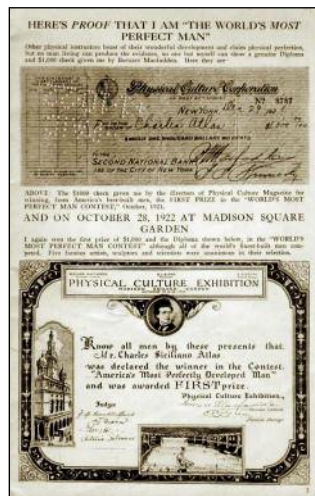 HERE'S PROOF THAT I AM "THE WORLD'S MOST
PERFECT MAN"
Other physical instructors boast of their wonderful development and claim physical perfection,
but no man living can produce the evidence, no one but myself can show a genuine Diploma
and $1,000 check given me by Bernarr Macfadden. Here they are
Physical Culture Corporation
No 8787
NEW YORK, Dec 29
Charles Atlas
SECOND NATIONAL BANK
OF THE CITY OF NEW YORK
ABOVE: The $1000 check given me by the directors of Physical Culture Magazine for
winning, from America's best-built men, the FIRST PRIZE in the "WORLD'S MOST
PERFECT MAN CONTEST," October, 1921.
AND ON OCTOBER 28, 1922 AT MADISON SQUARE
GARDEN
I again won the first prize of $1,000 and the Diploma shown below, in the "WORLD'S
MOST PERFECT MAN CONTEST" although all of the world's finest-built men com-
peted. Five famous artists, sculptors and scientists were unanimous in their selection.
PHYSICAL CULTURE EXHIBITION
MADISON SQUARE GARDEN
Know all men by these presents that
Mr. Charles Siciliano Atlas
was declared the winner in the Contest.
"America's Most Perfectly Developed Man"
and was awarded FIRST prize.
Physical Culture Exhibition,
Judges